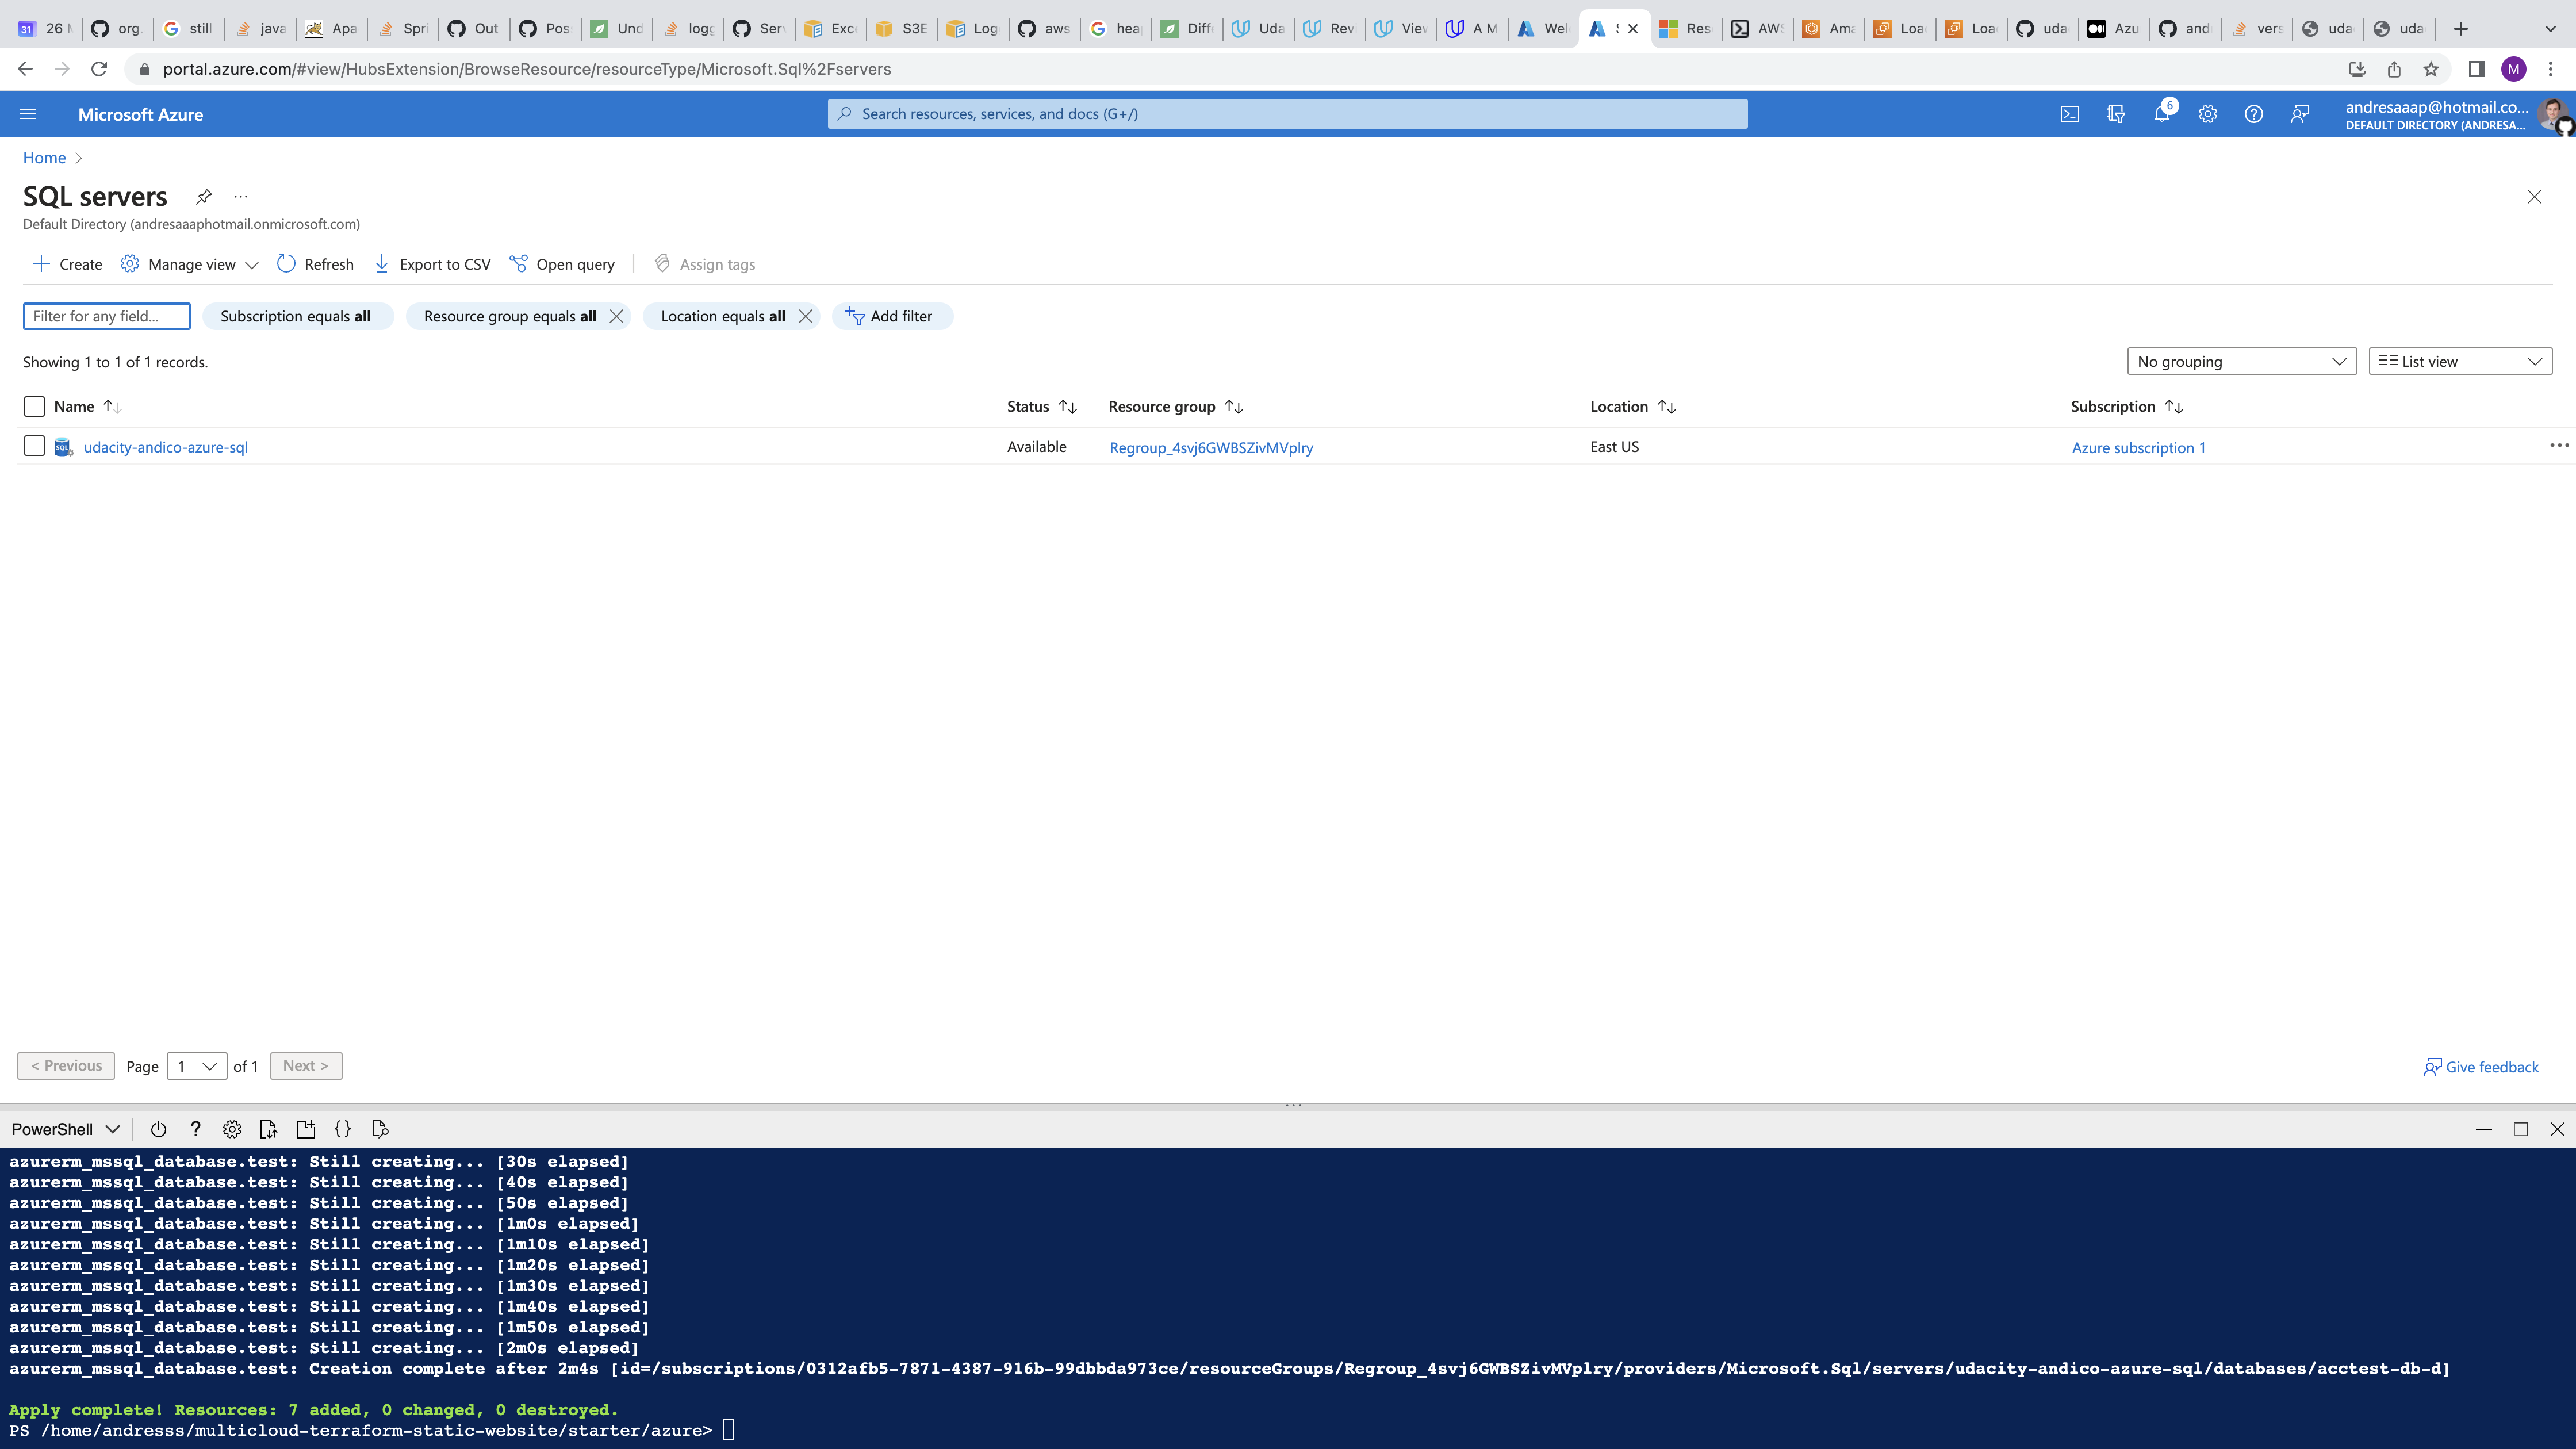 26 org. still java Apa Spri Out Pos Und logg Ser Exce S3E Log aws hea Diff Uda Rev View A M Wel Res AWS Ama Loa Loa uda Azu and vers uda uda
portal.azure.com/#view/HubsExtension/BrowseResource/resourceType/Microsoft.Sql%2Fservers M
Microsoft Azure Search resources, services, and docs (G+/) 6 andresaaap@hotmail.co...
DEFAULT DIRECTORY (ANDRESA...
Home >
SQL servers ...
Default Directory (andresaaaphotmail.onmicrosoft.com)
Create Manage view Refresh Export to CSV Open query Assign tags
Filter for any field... Subscription equals all Resource group equals all Location equals all Add filter
Showing 1 to 1 of 1 records. No grouping List view
Name Status Resource group Location Subscription
SQL udacity-andico-azure-sql Available Regroup_4svj6GWBSZivMVplry East US Azure subscription 1 ...
< Previous Page 1 of 1 Next > Give feedback
PowerShell ? {}
azurerm_mssql_database.test: Still creating... [30s elapsed]
azurerm_mssql_database.test: Still creating... [40s elapsed]
azurerm_mssql_database.test: Still creating... [50s elapsed]
azurerm_mssql_database.test: Still creating... [1m0s elapsed]
azurerm_mssql_database.test: Still creating... [1m10s elapsed]
azurerm_mssql_database.test: Still creating... [1m20s elapsed]
azurerm_mssql_database.test: Still creating... [1m30s elapsed]
azurerm_mssql_database.test: Still creating... [1m40s elapsed]
azurerm_mssql_database.test: Still creating... [1m50s elapsed]
azurerm_mssql_database.test: Still creating... [2m0s elapsed]
azurerm_mssql_database.test: Creation complete after 2m4s [id=/subscriptions/0312afb5-7871-4387-916b-99dbbda973ce/resourceGroups/Regroup_4svj6GWBSZivMVplry/providers/Microsoft.Sql/servers/udacity-andico-azure-sql/databases/acctest-db-d]
Apply complete! Resources: 7 added, 0 changed, 0 destroyed.
PS /home/andresss/multicloud-terraform-static-website/starter/azure>